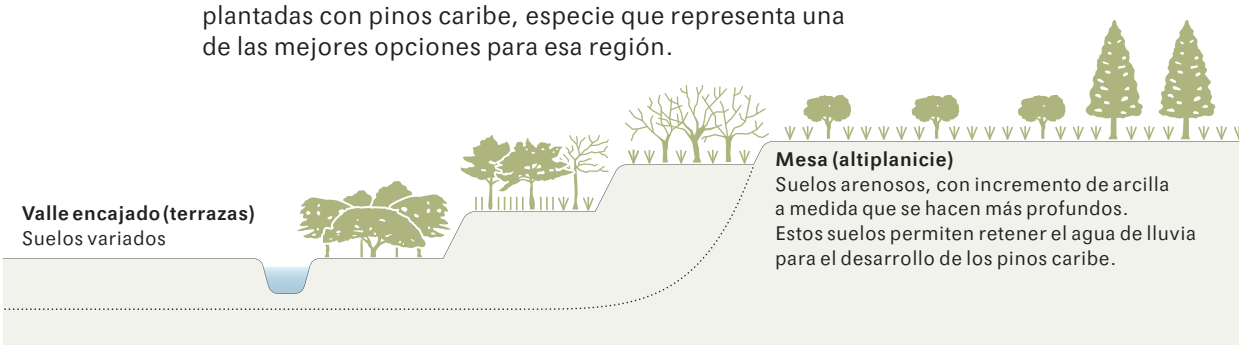 plantadas con pinos caribe, especie que representa una
de las mejores opciones para esa región.
Valle encajado (terrazas)
Suelos variados
Mesa (altiplanicie)
Suelos arenosos, con incremento de arcilla
a medida que se hacen más profundos.
Estos suelos permiten retener el agua de lluvia
para el desarrollo de los pinos caribe.